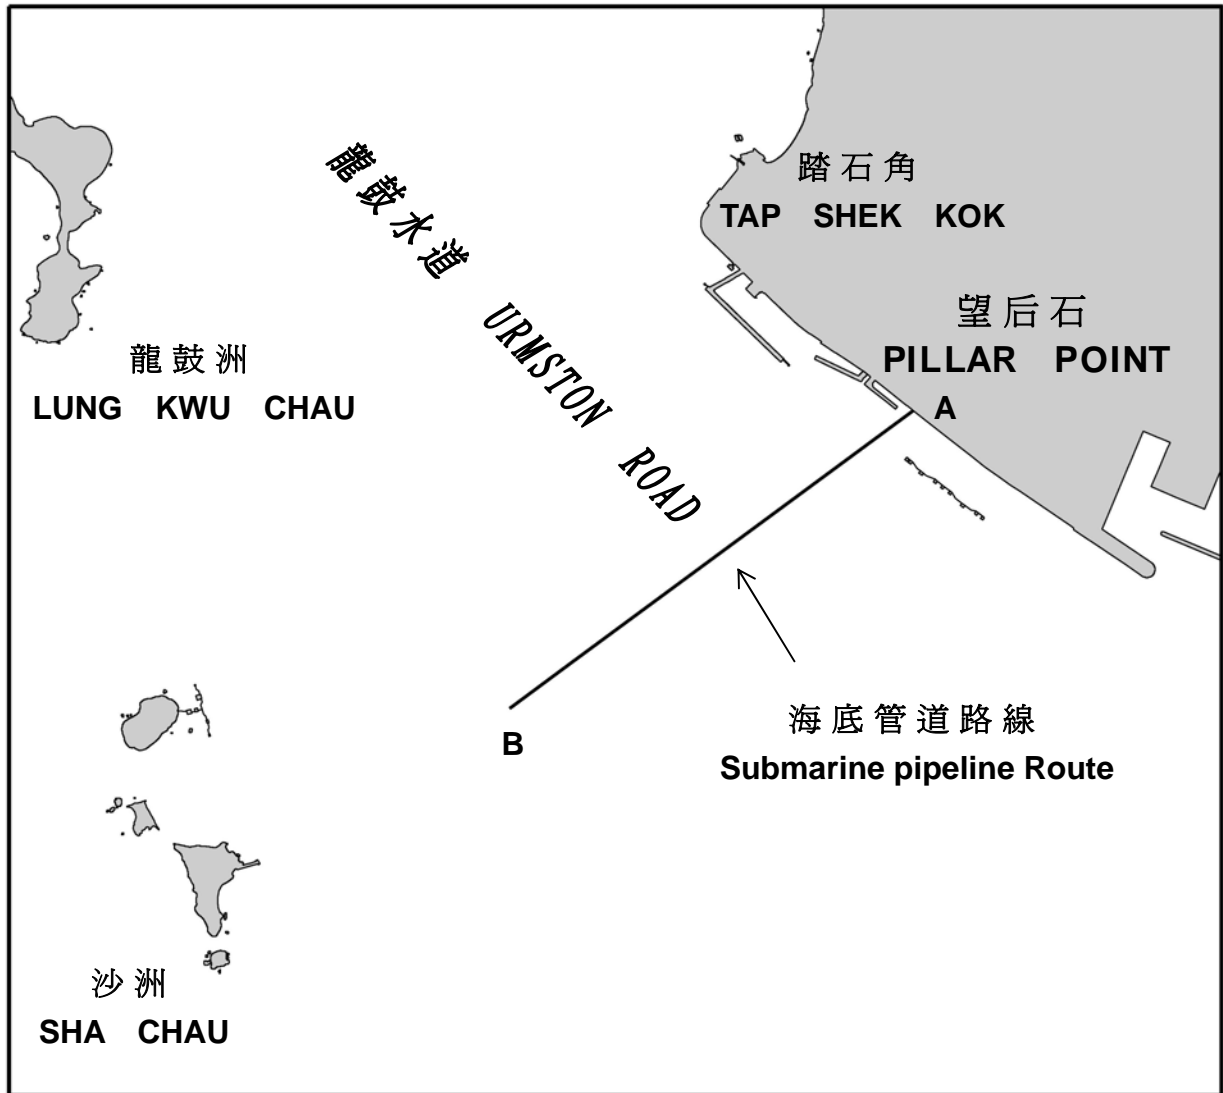 踏石角
TAP SHEK KOK
龍鼓水道 URMSTON ROAD
望后石
PILLAR POINT
龍鼓洲
LUNG KWU CHAU
A
B
海底管道路線
Submarine pipeline Route
沙洲
SHA CHAU